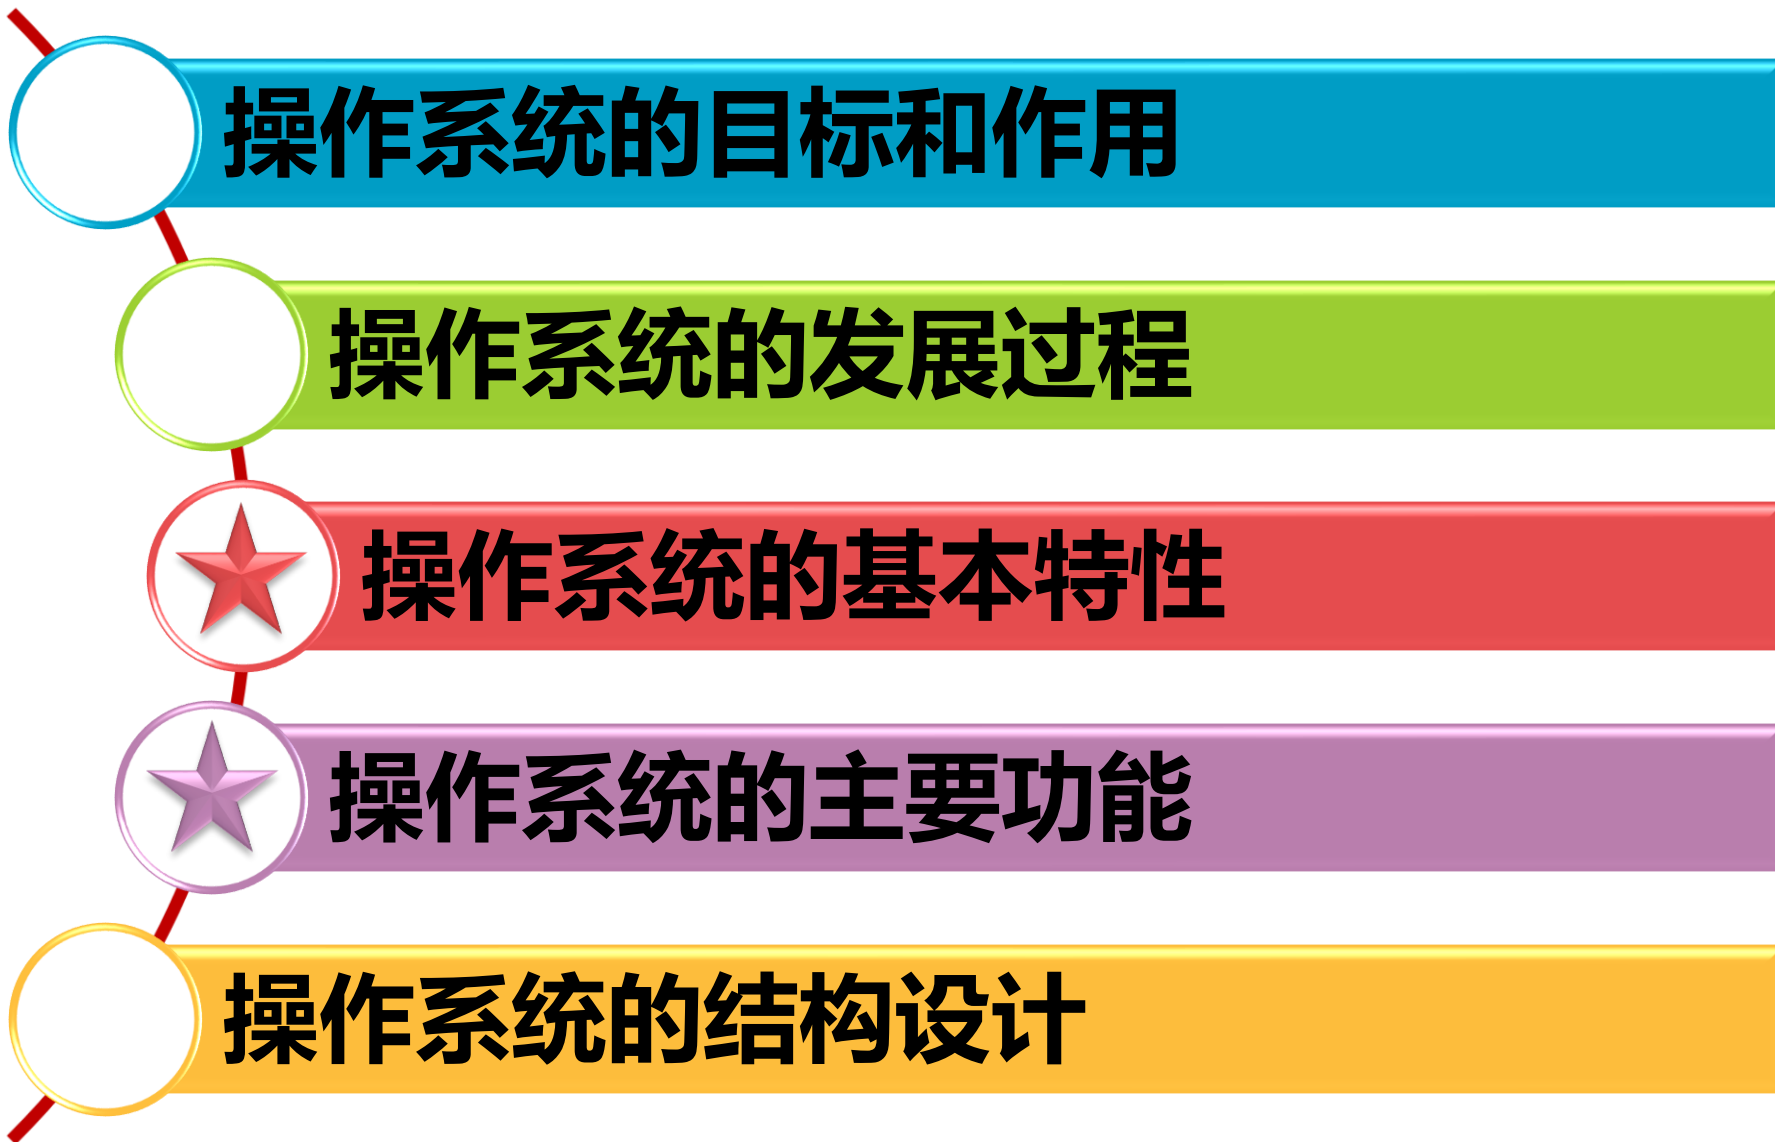 操作系统的目标和作用
操作系统的发展过程
操作系统的基本特性
操作系统的主要功能
操作系统的结构设计